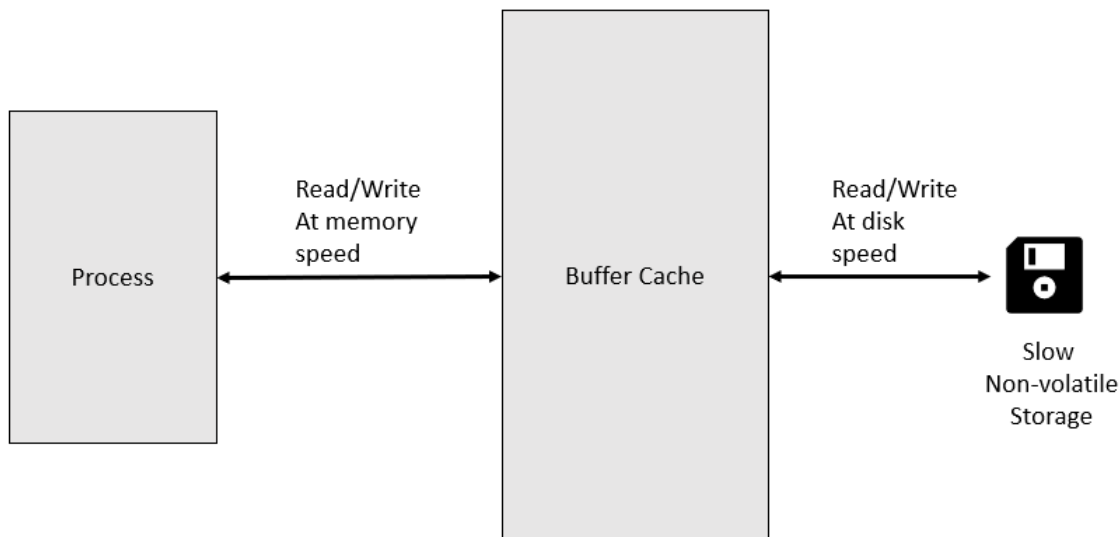 Process
Read/Write
At memory
speed
Buffer Cache
Read/Write
At disk
speed
Slow
Non-volatile
Storage